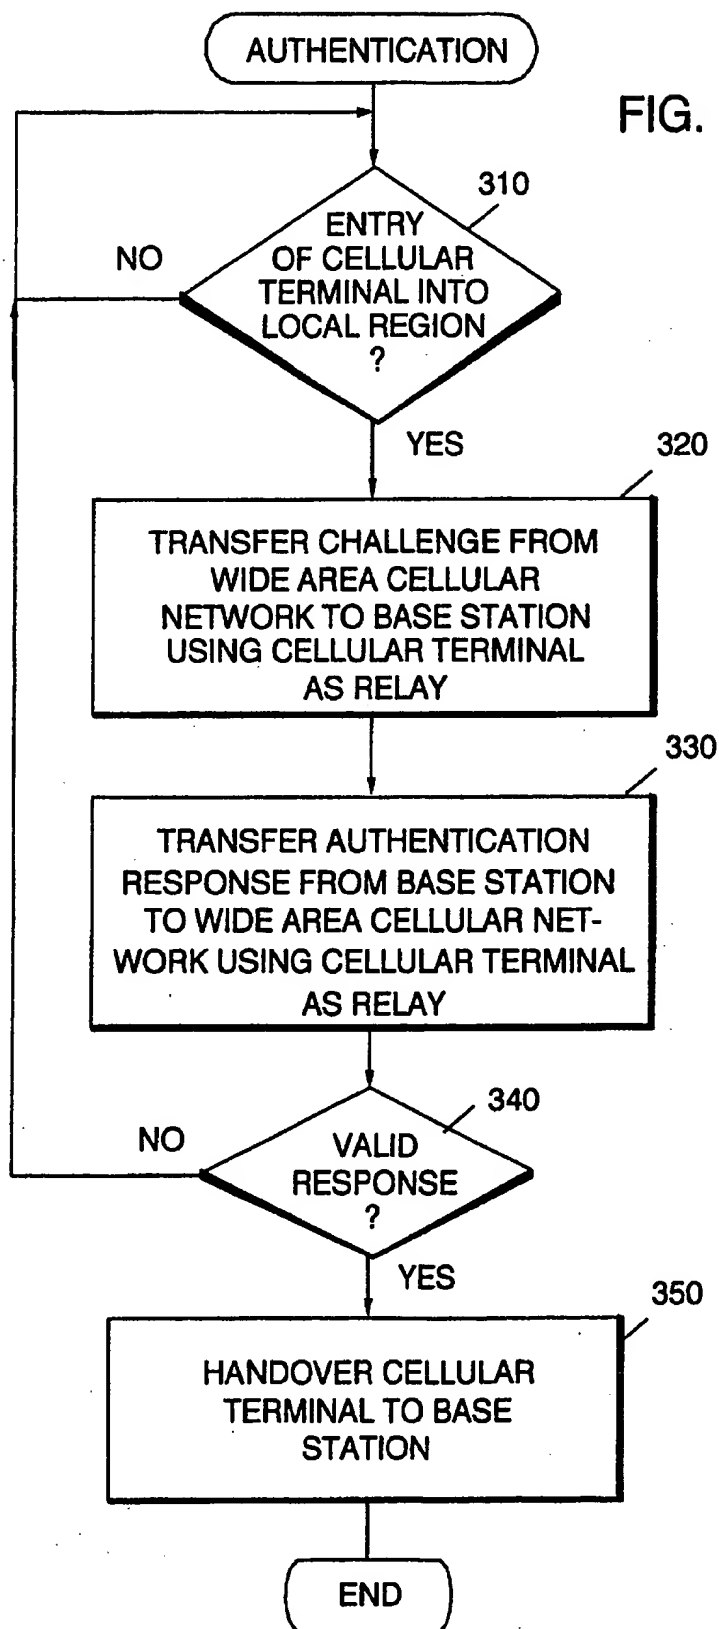 AUTHENTICATION
FIG.
310
ENTRY
OF CELLULAR
TERMINAL INTO
LOCAL REGION
?
NO
YES
320
TRANSFER CHALLENGE FROM
WIDE AREA CELLULAR
NETWORK TO BASE STATION
USING CELLULAR TERMINAL
AS RELAY
330
TRANSFER AUTHENTICATION
RESPONSE FROM BASE STATION
TO WIDE AREA CELLULAR NET-
WORK USING CELLULAR TERMINAL
AS RELAY
340
NO
VALID
RESPONSE
?
YES
350
HANDOVER CELLULAR
TERMINAL TO BASE
STATION
END